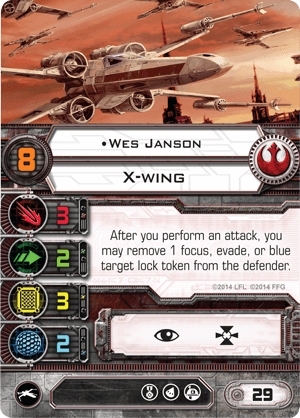 •Wes Janson
8
X-wing
3
2
3
2
After you perform an attack, you
may remove 1 focus, evade, or blue
target lock token from the defender.
©2014 LFL ©2014 FFG
29